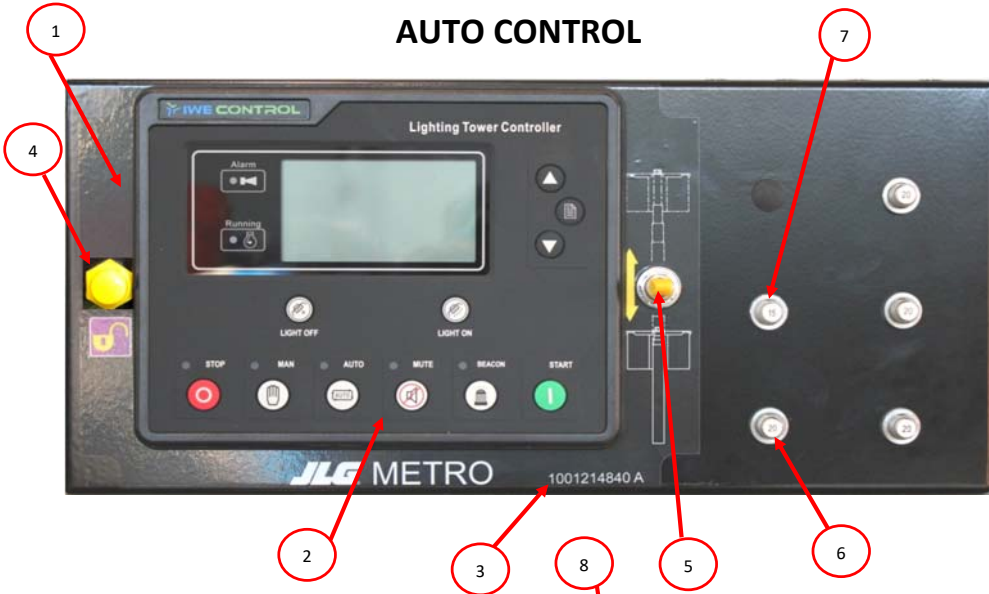 AUTO CONTROL
1
7
4
IWE CONTROL
Lighting Tower Controller
Alarm
Running
20
15
20
LIGHT OFF
LIGHT ON
STOP
MAN
AUTO
MUTE
BEACON
START
AUTO
20
20
JLG METRO
1001214840 A
2
3
8
5
6